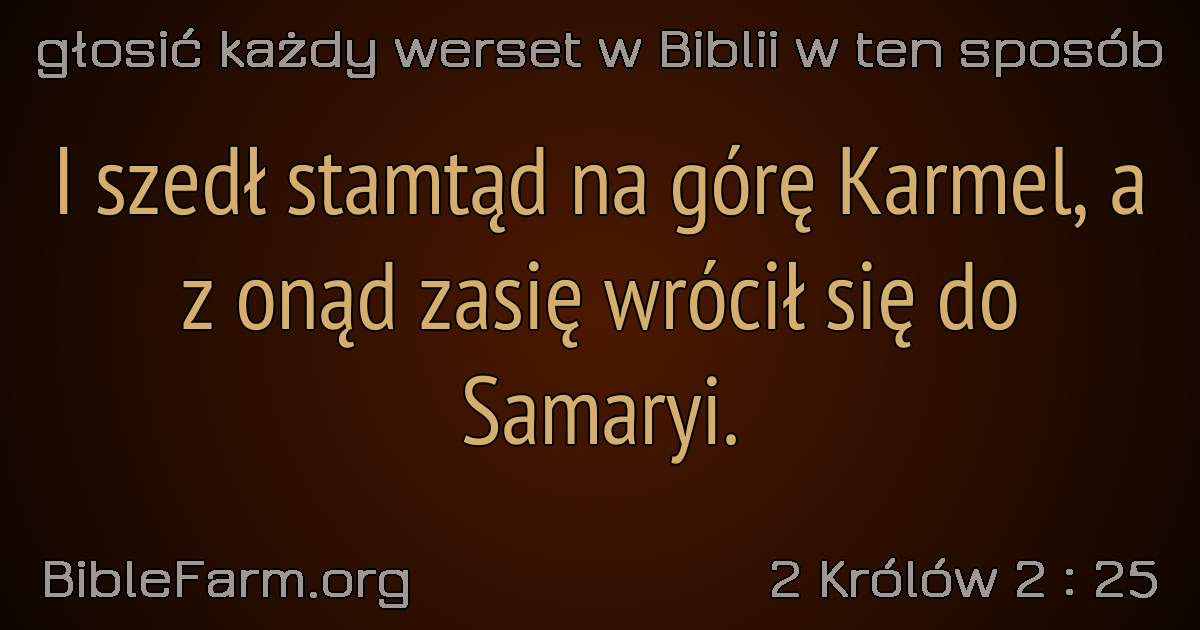 głosić każdy werset w Biblii w ten sposób
I szedł stamtąd na górę Karmel, a
z onąd zasię wrócił się do
Samaryi.
BibleFarm.org
2 Królów 2 : 25